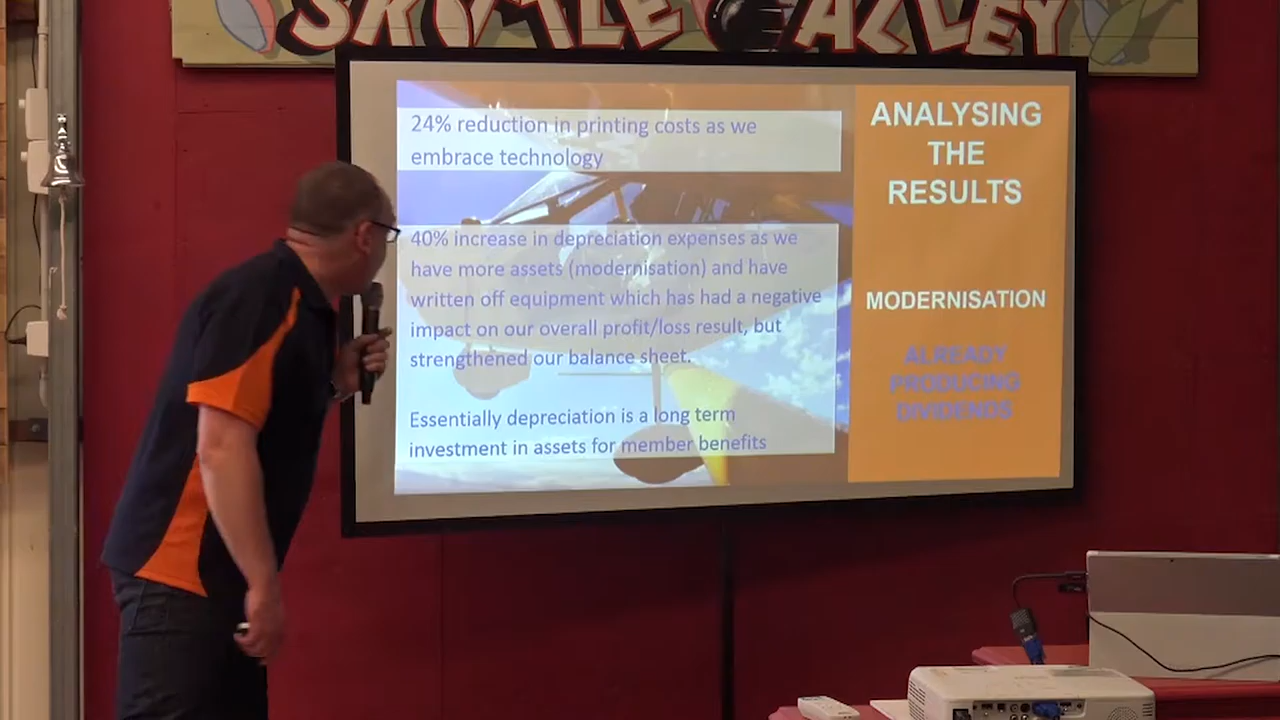 SKITTLE ALLEY
24% reduction in printing costs as we
embrace technology
40% increase in depreciation expenses as we
have more assets (modernisation) and have
written off equipment which has had a negative
impact on our overall profit/loss result, but
strengthened our balance sheet.
Essentially depreciation is a long term
investment in assets for member benefits
ANALYSING
THE
RESULTS
MODERNISATION
ALREADY
PRODUCING
DIVIDENDS